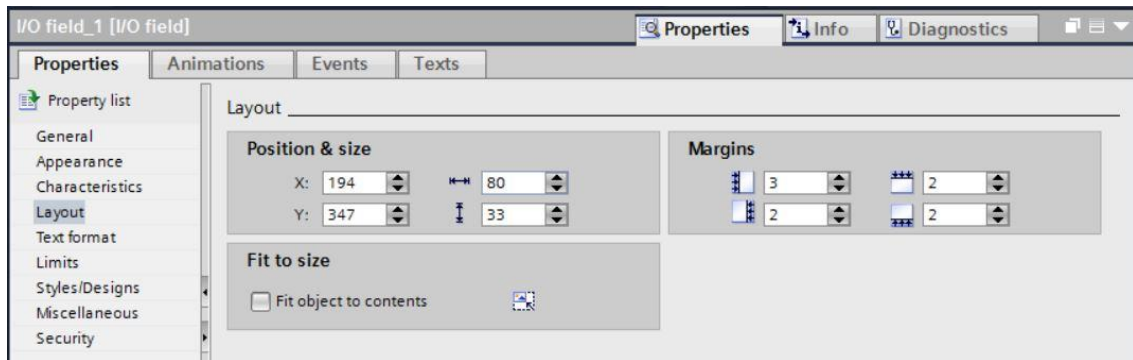 I/O field_1 [I/O field]
Properties
Info
Diagnostics
Properties
Animations
Events
Texts
Property list
General
Appearance
Characteristics
Layout
Text format
Limits
Styles/Designs
Miscellaneous
Security
Layout
Position & size
X: 194
80
Y: 347
33
Margins
3
2
2
2
Fit to size
Fit object to contents